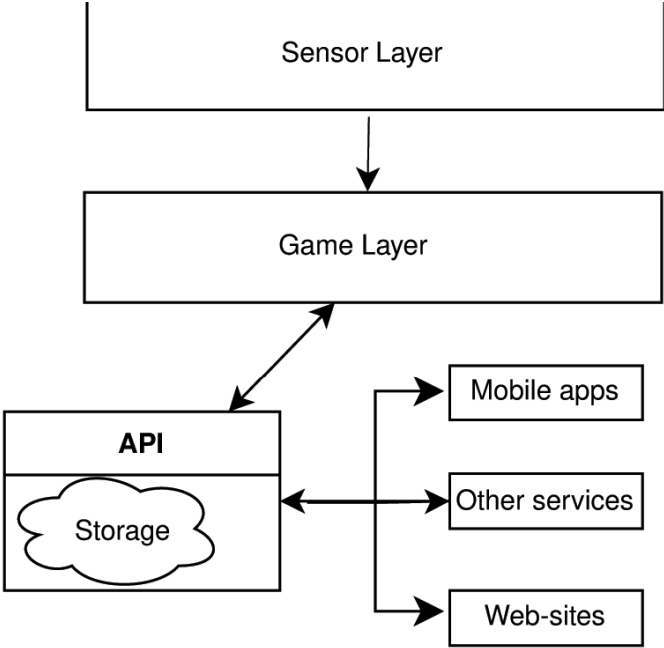 Sensor Layer
Game Layer
Mobile apps
API
Other services
Storage
Web-sites